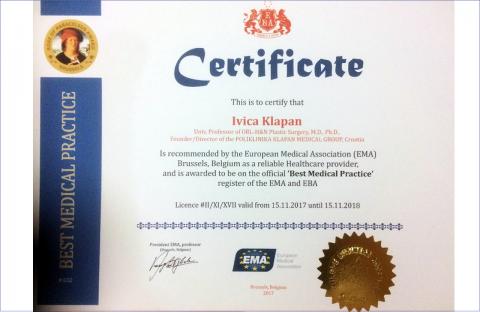 EBA
Certificate
This is to certify that
Ivica Klapan
Univ. Professor of ORL-H&N Plastic Surgery, M.D., Ph.D.,
Founder/Director of the POLIKLINIKA KLAPAN MEDICAL GROUP, Croatia
Is recommended by the European Medical Association (EMA)
Brussels, Belgium as a reliable Healthcare provider,
and is awarded to be on the official 'Best Medical Practice'
register of the EMA and EBA
Licence #II/XI/XVII valid from 15.11.2017 until 15.11.2018
President EMA, professor
(Brussels, Belgium)
EMA
European
Medical
Association
Brussels, Belgium
2017
BEST MEDICAL PRACTICE